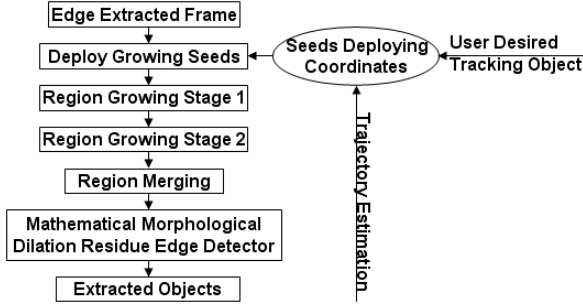 Edge Extracted Frame
Deploy Growing Seeds
Region Growing Stage 1
Region Growing Stage 2
Region Merging
Mathematical Morphological
Dilation Residue Edge Detector
Extracted Objects
Seeds Deploying
Coordinates
User Desired
Tracking Object
Trajectory Estimation